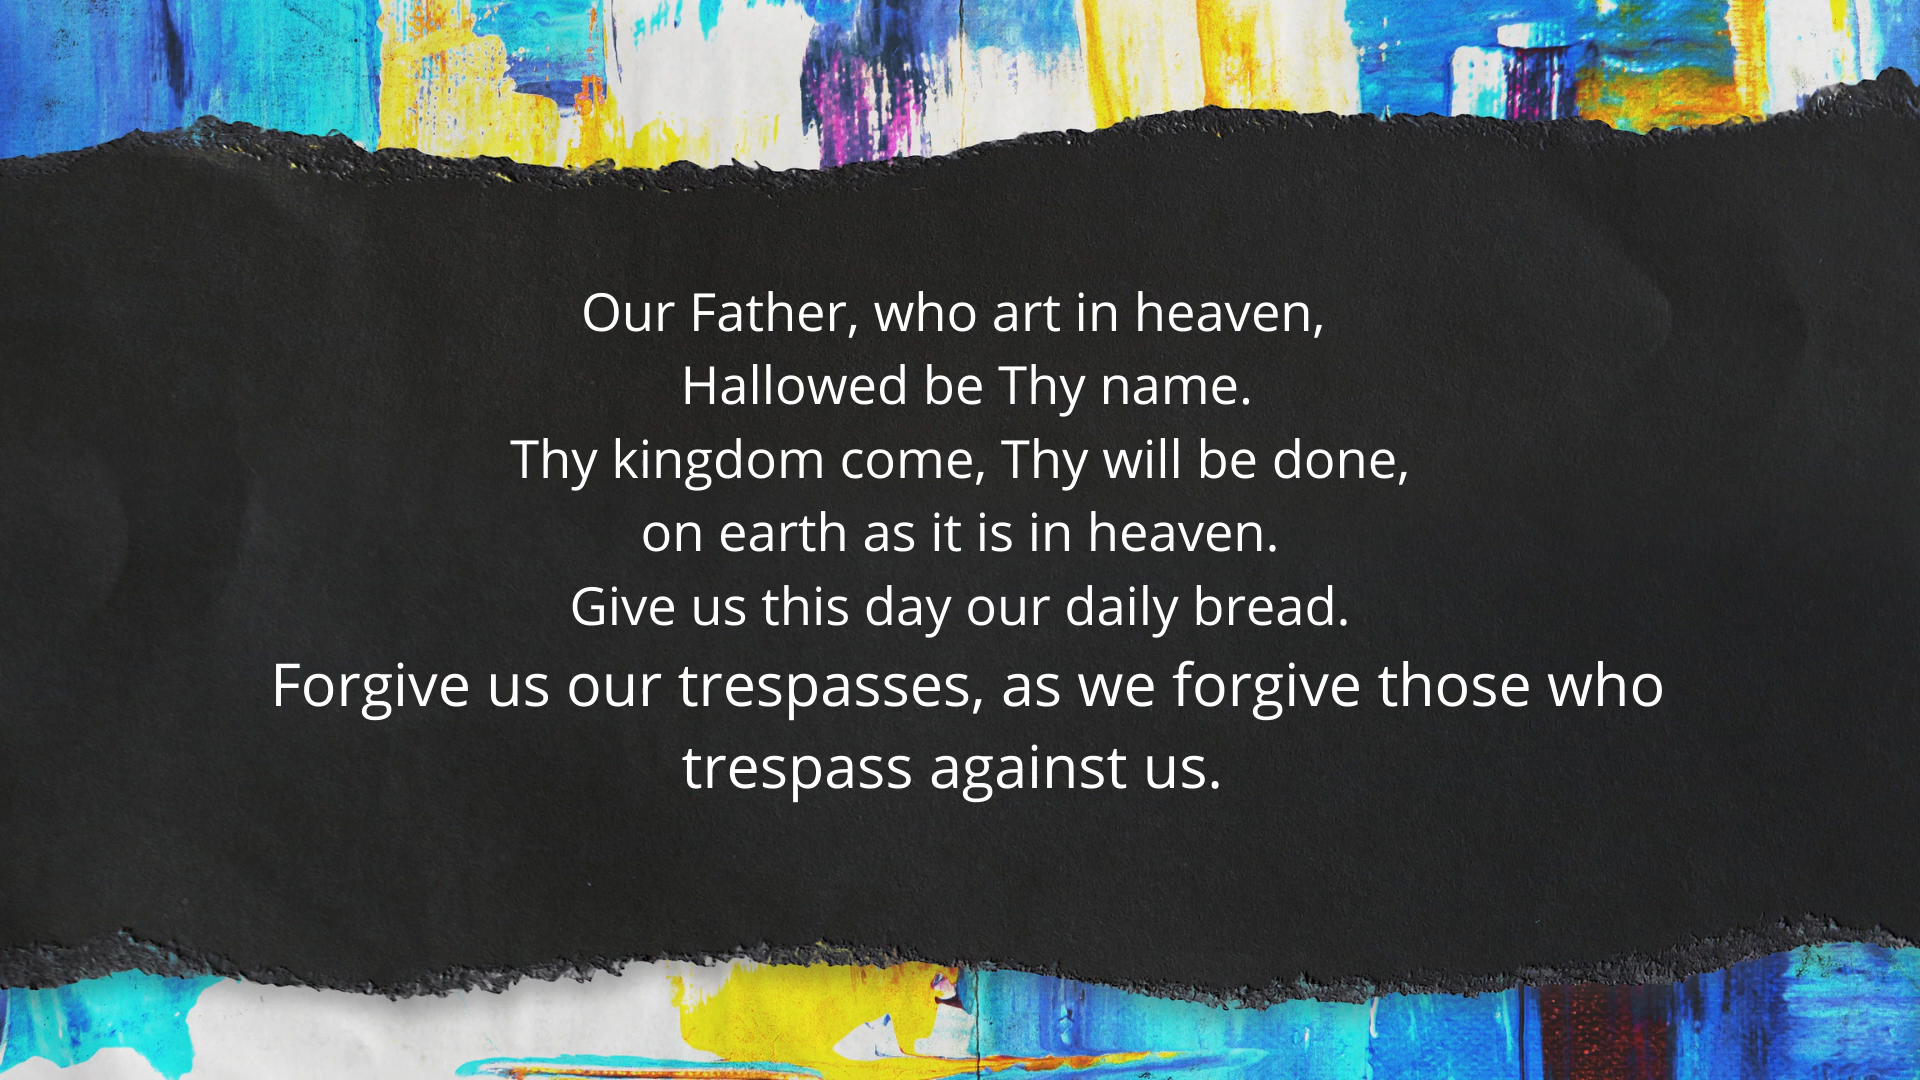 Our Father, who art in heaven,
Hallowed be Thy name.
Thy kingdom come, Thy will be done,
on earth as it is in heaven.
Give us this day our daily bread.
Forgive us our trespasses, as we forgive those who
trespass against us.